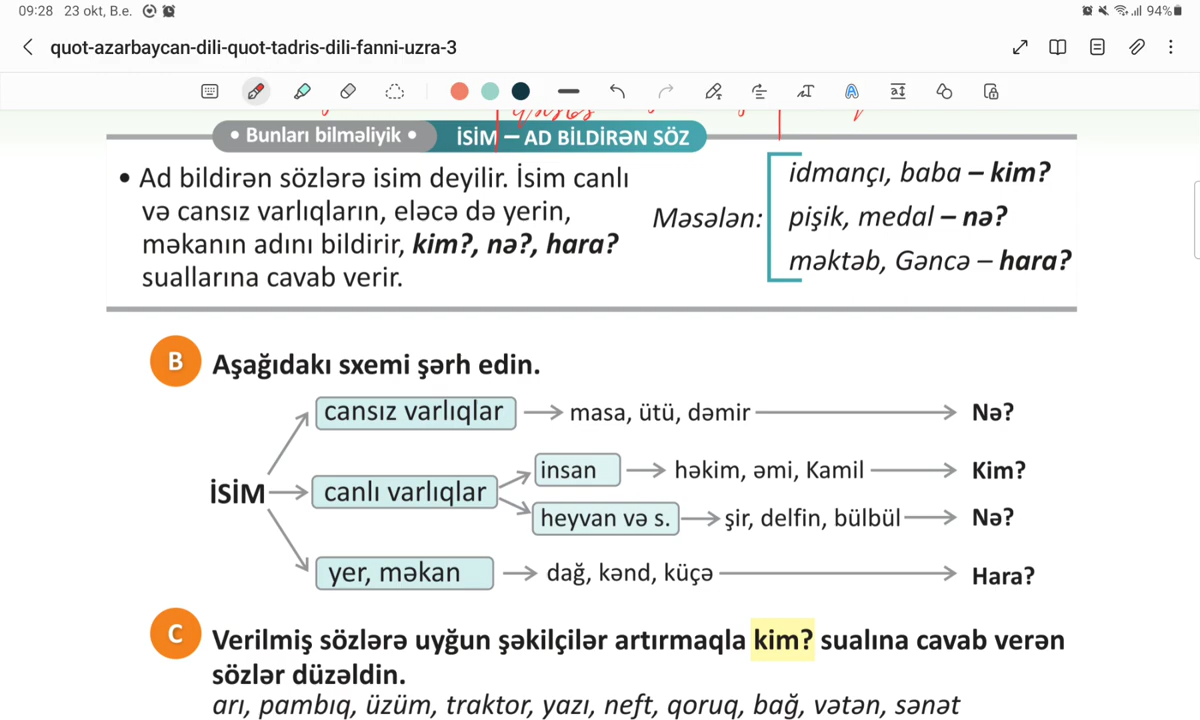 09:28 23 okt, B.e. 94%
quot-azarbaycan-dili-quot-tadris-dili-fanni-uzra-3
• Bunları bilməliyik • İSİM – AD BİLDİRƏN SÖZ
• Ad bildirən sözlərə isim deyilir. İsim canlı
və cansız varlıqların, eləcə də yerin,
məkanın adını bildirir, kim?, nə?, hara?
suallarına cavab verir.
Məsələn:
idmançı, baba – kim?
pişik, medal – nə?
məktəb, Gəncə – hara?
B Aşağıdakı sxemi şərh edin.
cansız varlıqlar masa, ütü, dəmir Nə?
insan həkim, əmi, Kamil Kim?
İSİM canlı varlıqlar
heyvan və s. şir, delfin, bülbül Nə?
yer, məkan dağ, kənd, küçə Hara?
C Verilmiş sözlərə uyğun şəkilçilər artırmaqla kim? sualına cavab verən
sözlər düzəldin.
arı, pambıq, üzüm, traktor, yazı, neft, qoruq, bağ, vətən, sənət